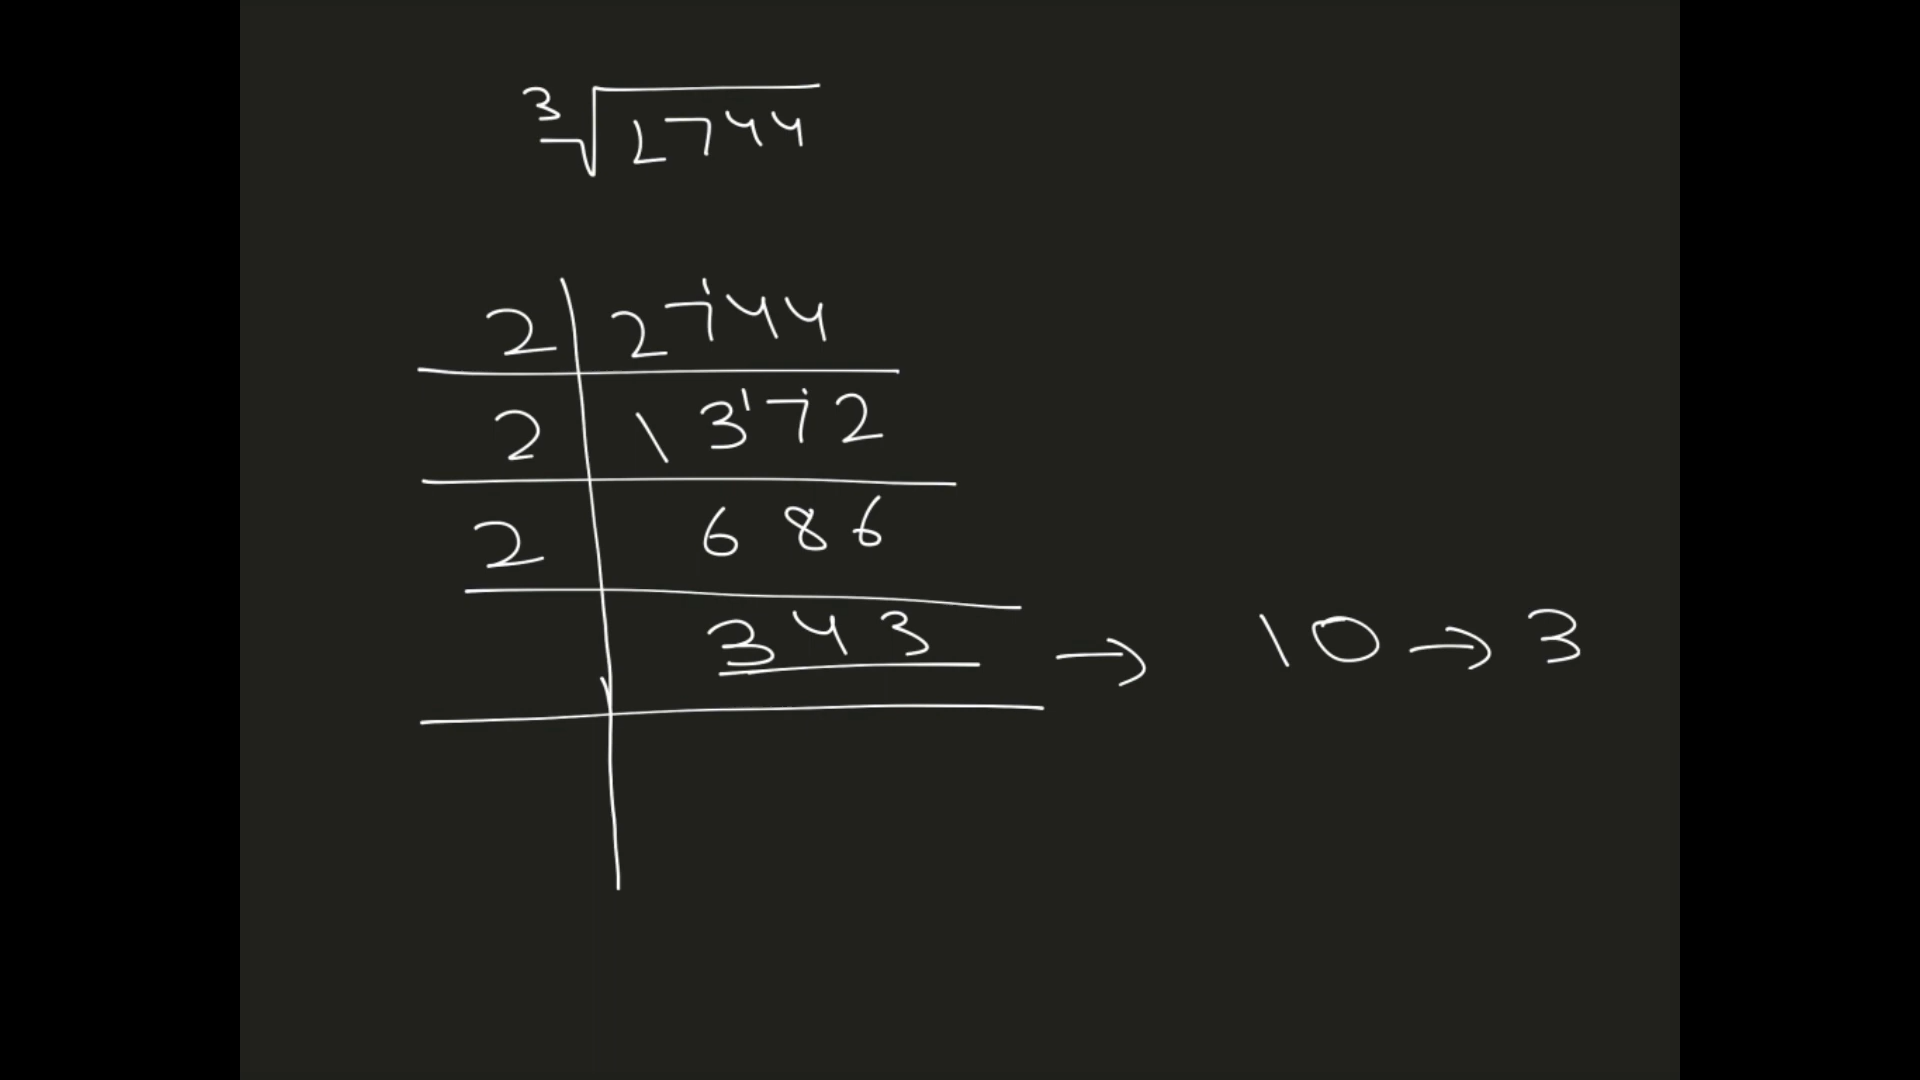 ∛2744
2 | 2744
2 | 1372
2 | 686
343 → 10 → 3